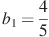 b₁ = 4/5